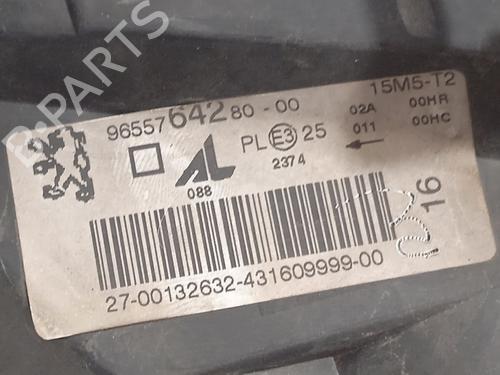 15M5-T2
9655764280-00
02A 00HR
PL E3 25
011 00HC
AL
088
2374
16
27-00132632-431609999-00
B-PARTS